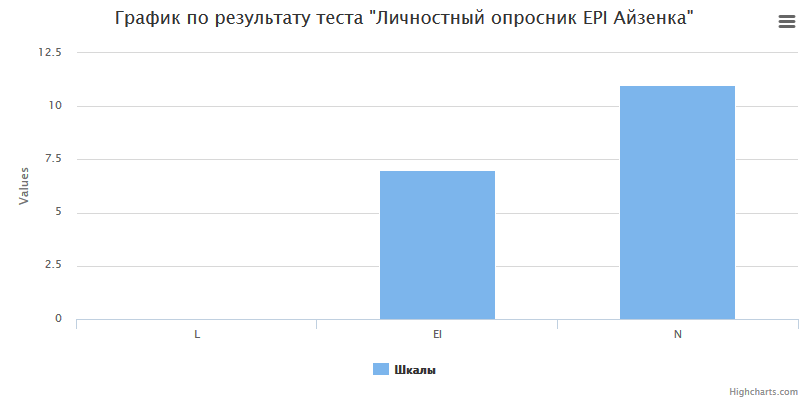 График по результату теста "Личностный опросник EPI Айзенка"
12.5
10
7.5
5
2.5
0
Values
L
EI
N
Шкалы
Highcharts.com